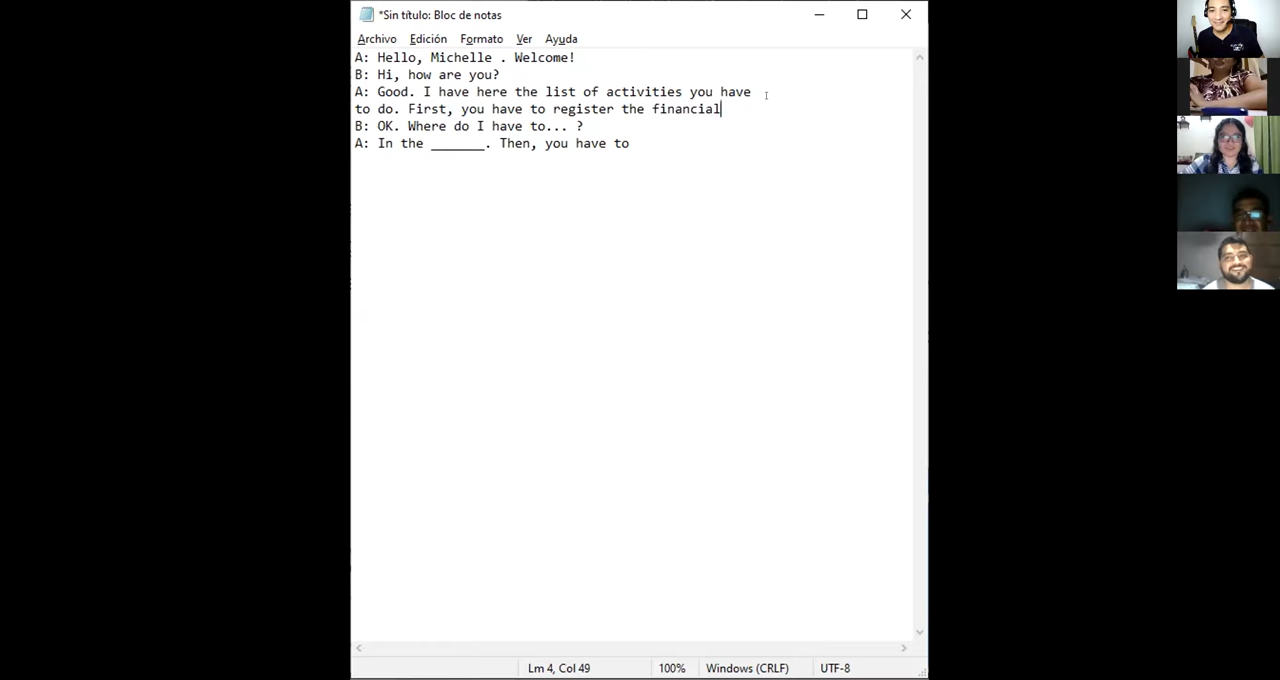 *Sin título: Bloc de notas
Archivo Edición Formato Ver Ayuda
A: Hello, Michelle . Welcome!
B: Hi, how are you?
A: Good. I have here the list of activities you have
to do. First, you have to register the financial
B: OK. Where do I have to... ?
A: In the _______. Then, you have to
Lm 4, Col 49 100% Windows (CRLF) UTF-8